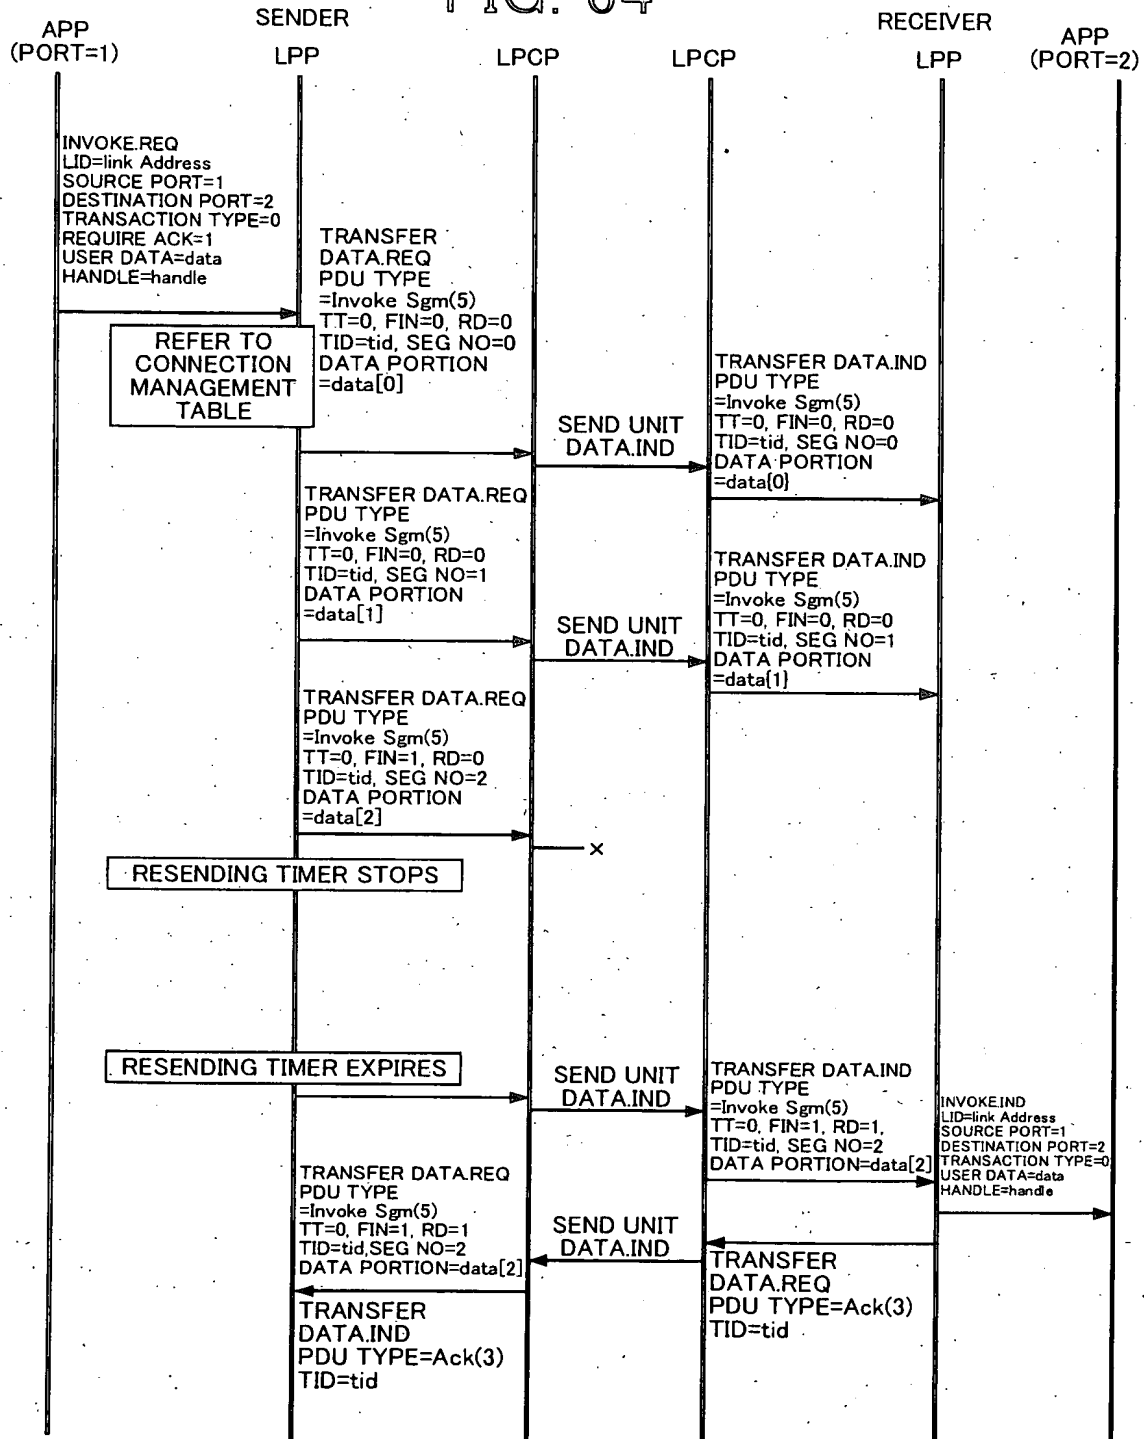 FIG. 64
SENDER
RECEIVER
APP
(PORT=1)
LPP
LPCP
LPCP
LPP
APP
(PORT=2)
INVOKE.REQ
LID=link Address
SOURCE PORT=1
DESTINATION PORT=2
TRANSACTION TYPE=0
REQUIRE ACK=1
USER DATA=data
HANDLE=handle
REFER TO
CONNECTION
MANAGEMENT
TABLE
TRANSFER
DATA.REQ
PDU TYPE
=Invoke Sgm(5)
TT=0, FIN=0, RD=0
TID=tid, SEG NO=0
DATA PORTION
=data[0]
SEND UNIT
DATA.IND
TRANSFER DATA.IND
PDU TYPE
=Invoke Sgm(5)
TT=0, FIN=0, RD=0
TID=tid, SEG NO=0
DATA PORTION
=data[0]
TRANSFER DATA.REQ
PDU TYPE
=Invoke Sgm(5)
TT=0, FIN=0, RD=0
TID=tid, SEG NO=1
DATA PORTION
=data[1]
SEND UNIT
DATA.IND
TRANSFER DATA.IND
PDU TYPE
=Invoke Sgm(5)
TT=0, FIN=0, RD=0
TID=tid, SEG NO=1
DATA PORTION
=data[1]
TRANSFER DATA.REQ
PDU TYPE
=Invoke Sgm(5)
TT=0, FIN=1, RD=0
TID=tid, SEG NO=2
DATA PORTION
=data[2]
×
RESENDING TIMER STOPS
RESENDING TIMER EXPIRES
SEND UNIT
DATA.IND
TRANSFER DATA.IND
PDU TYPE
=Invoke Sgm(5)
TT=0, FIN=1, RD=1,
TID=tid, SEG NO=2
DATA PORTION=data[2]
INVOKE.IND
LID=link Address
SOURCE PORT=1
DESTINATION PORT=2
TRANSACTION TYPE=0
USER DATA=data
HANDLE=handle
TRANSFER DATA.REQ
PDU TYPE
=Invoke Sgm(5)
TT=0, FIN=1, RD=1
TID=tid,SEG NO=2
DATA PORTION=data[2]
SEND UNIT
DATA.IND
TRANSFER
DATA.REQ
PDU TYPE=Ack(3)
TID=tid
TRANSFER
DATA.IND
PDU TYPE=Ack(3)
TID=tid